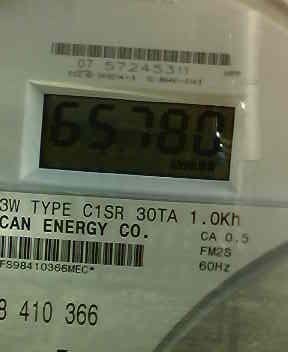 07 57245311
65780
3W TYPE C1SR 30TA 1.0Kh
CAN ENERGY CO.
CA 0.5
FM2S
FS98410366MEC*
60Hz
8 410 366